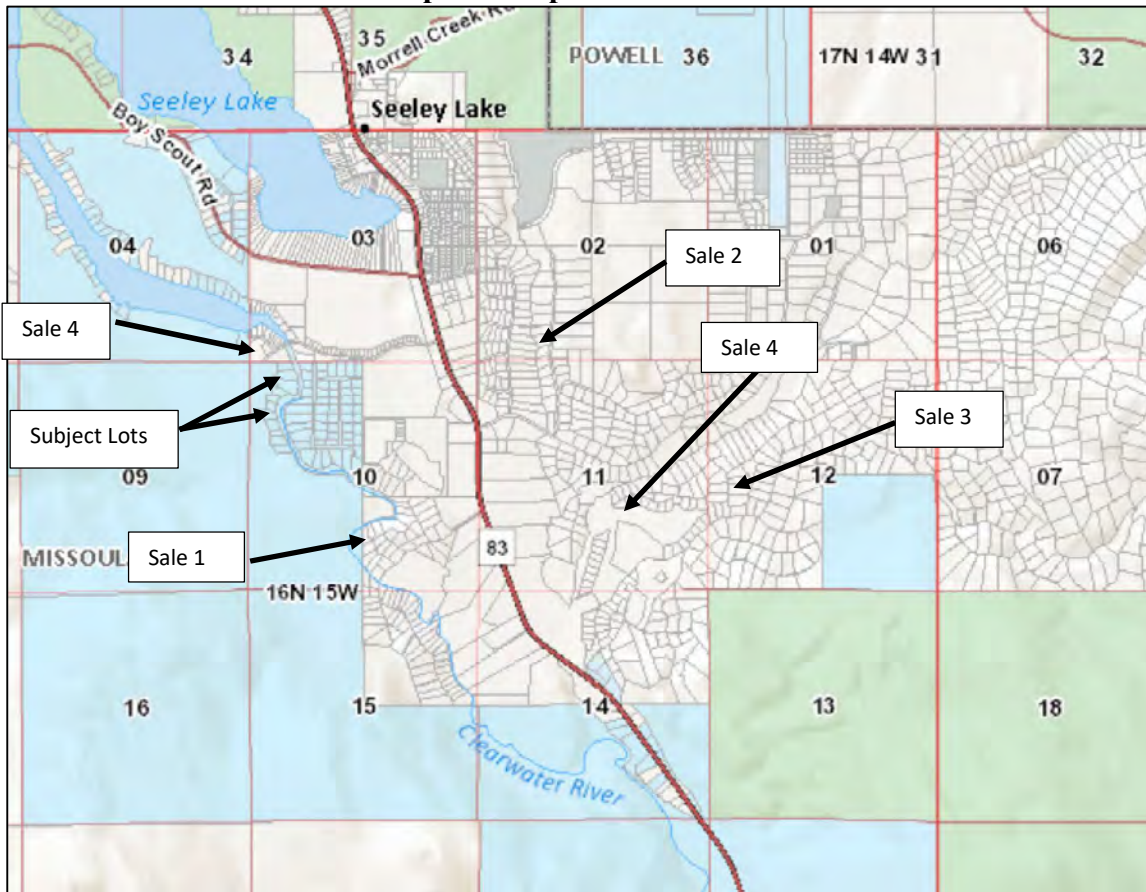 35
34
Morrell Creek R
POWELL 36
17N 14W 31
32
Seeley Lake
Seeley Lake
Boy Scout Rd
04
03
02
01
06
Sale 2
Sale 4
Sale 4
Subject Lots
Sale 3
09
10
11
12
07
83
MISSOUL
Sale 1
16N 15W
16
15
14
13
18
Clearwater River